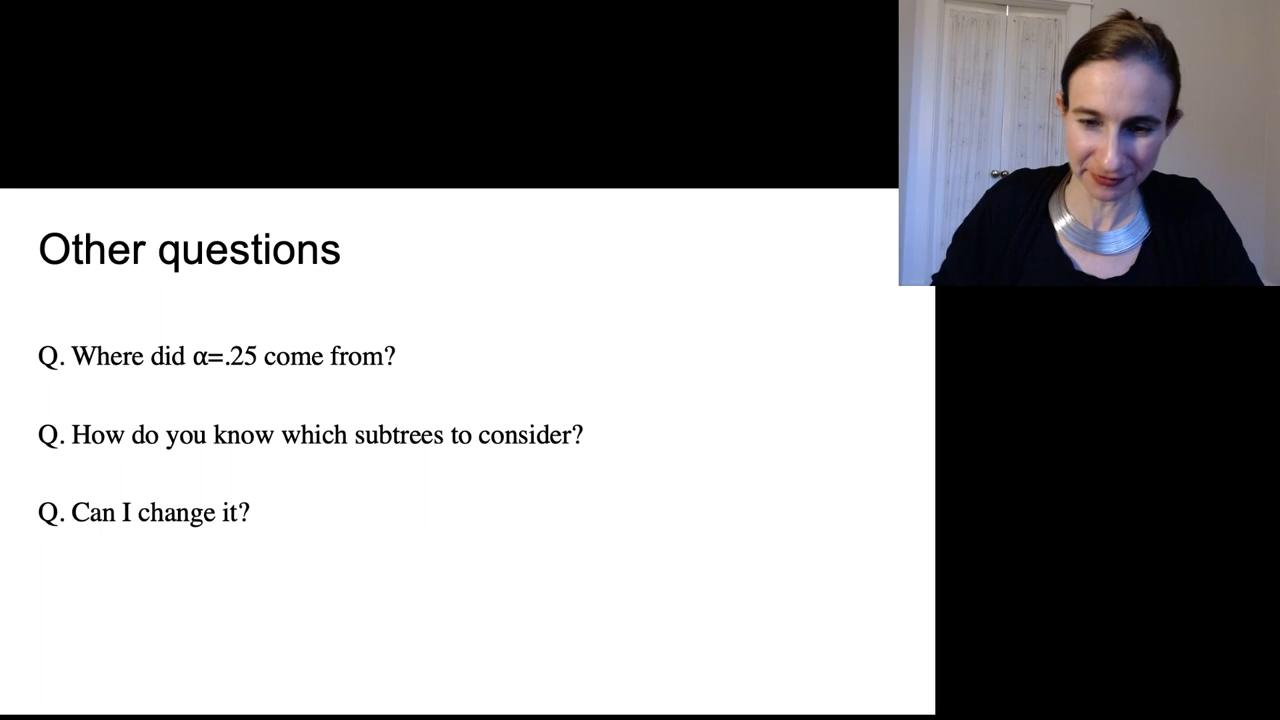 Other questions
Q. Where did α=.25 come from?
Q. How do you know which subtrees to consider?
Q. Can I change it?